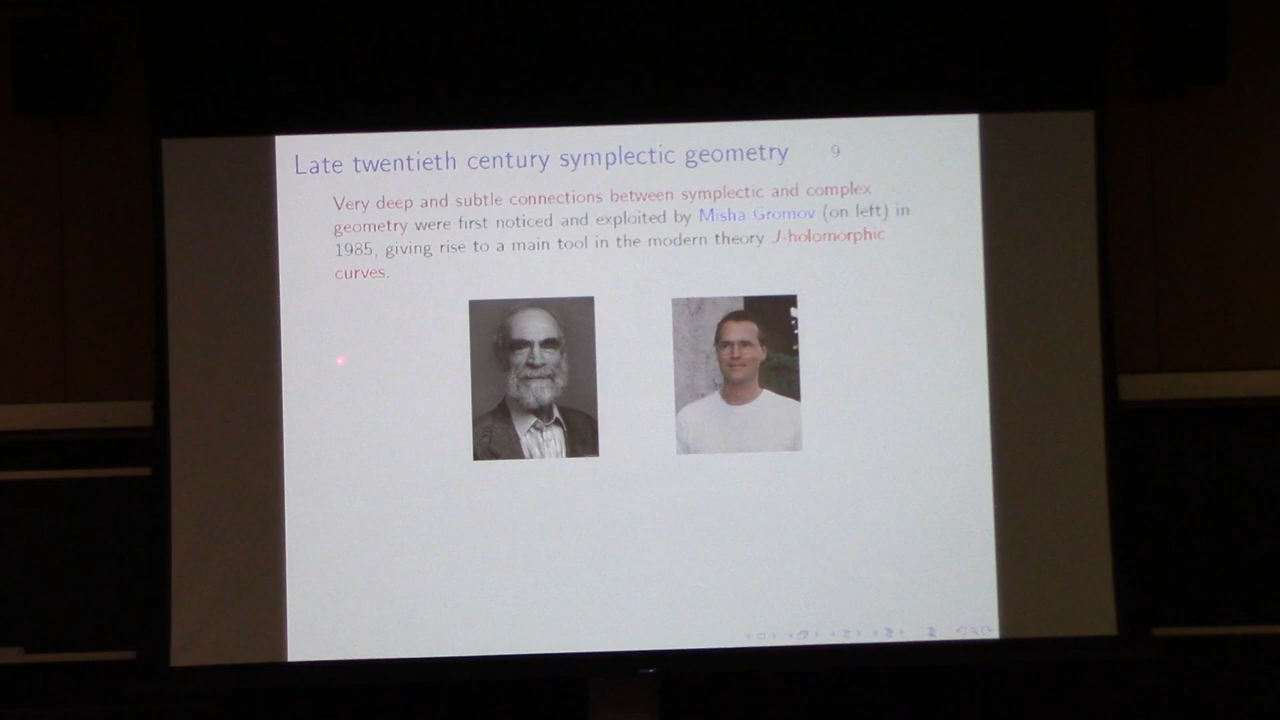 Late twentieth century symplectic geometry 9
Very deep and subtle connections between symplectic and complex
geometry were first noticed and exploited by Misha Gromov (on left) in
1985, giving rise to a main tool in the modern theory J-holomorphic
curves.